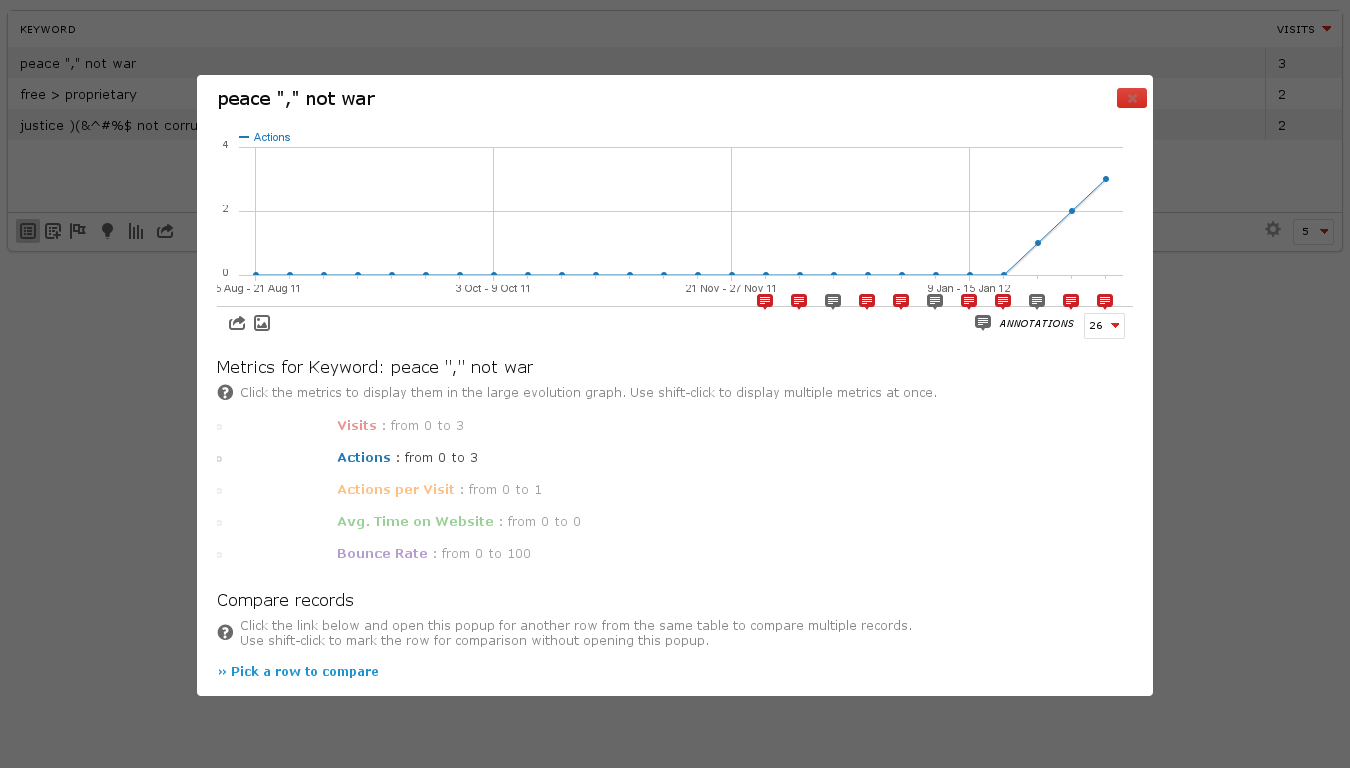 KEYWORD VISITS
peace "," not war 3
free > proprietary 2
justice )(&^#%$ not corru 2
5
peace "," not war
Actions
4
2
0
5 Aug - 21 Aug 11 3 Oct - 9 Oct 11 21 Nov - 27 Nov 11 9 Jan - 15 Jan 12
ANNOTATIONS 26
Metrics for Keyword: peace "," not war
Click the metrics to display them in the large evolution graph. Use shift-click to display multiple metrics at once.
Visits : from 0 to 3
Actions : from 0 to 3
Actions per Visit : from 0 to 1
Avg. Time on Website : from 0 to 0
Bounce Rate : from 0 to 100
Compare records
Click the link below and open this popup for another row from the same table to compare multiple records.
Use shift-click to mark the row for comparison without opening this popup.
» Pick a row to compare